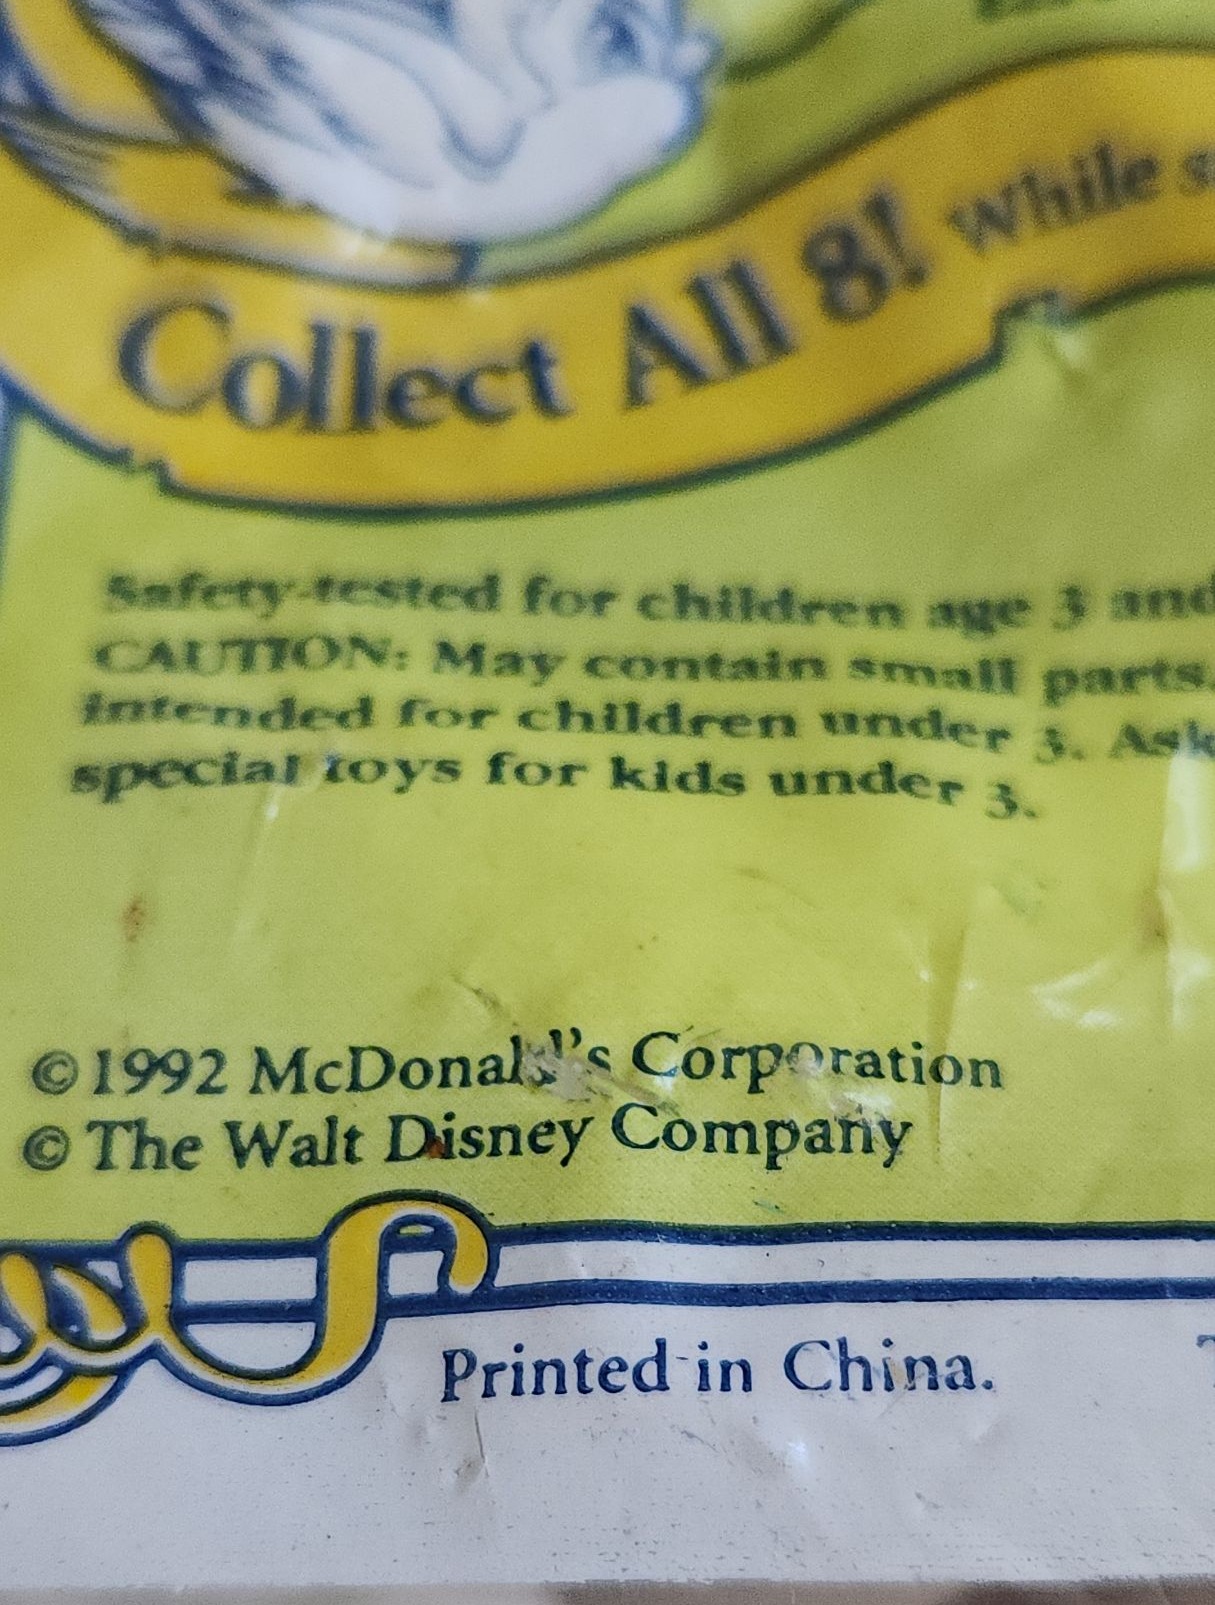 Collect All 8! While
Safety-tested for children age 3 and
CAUTION: May contain small parts.
intended for children under 3. Ask
special toys for kids under 3.
©1992 McDonald's Corporation
© The Walt Disney Company
Printed in China.